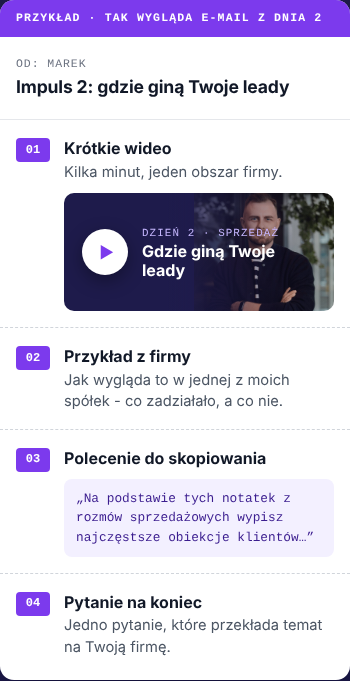 PRZYKŁAD · TAK WYGLĄDA E-MAIL Z DNIA 2
OD: MAREK
Impuls 2: gdzie giną Twoje leady
01
Krótkie wideo
Kilka minut, jeden obszar firmy.
DZIEŃ 2 · SPRZEDAŻ
Gdzie giną Twoje
leady
02
Przykład z firmy
Jak wygląda to w jednej z moich
spółek - co zadziałało, a co nie.
03
Polecenie do skopiowania
„Na podstawie tych notatek z
rozmów sprzedażowych wypisz
najczęstsze obiekcje klientów…”
04
Pytanie na koniec
Jedno pytanie, które przekłada temat
na Twoją firmę.